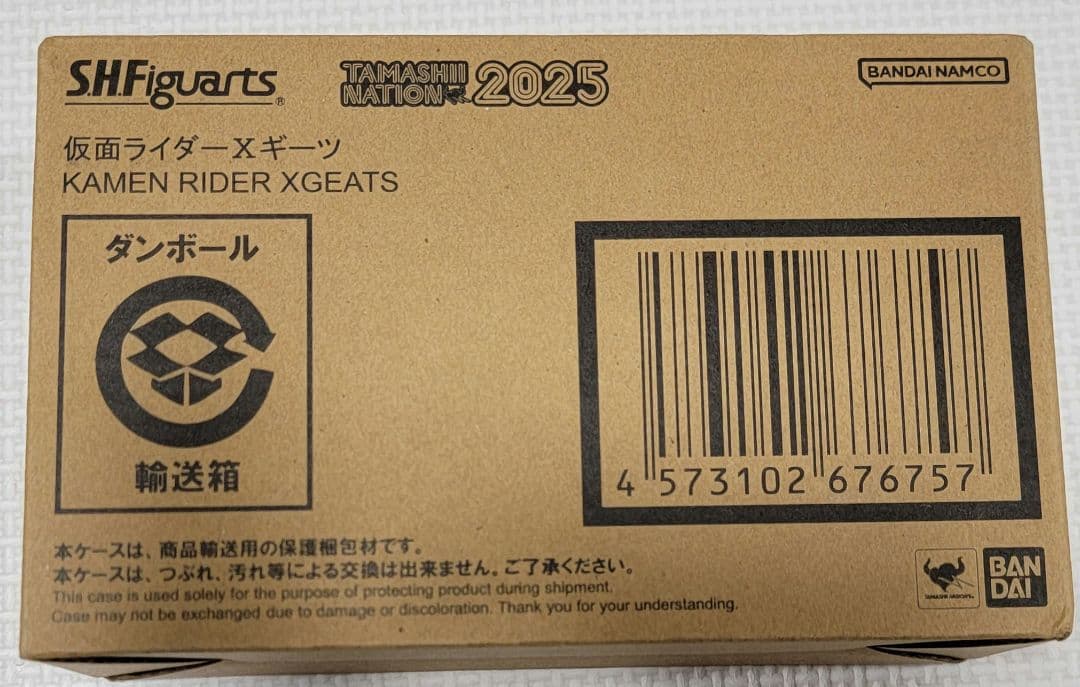 S.H.Figuarts®
TAMASHII NATION 2025
BANDAI NAMCO
仮面ライダーXギーツ
KAMEN RIDER XGEATS
ダンボール
輸送箱
4 573102 676757
本ケースは、商品輸送用の保護梱包材です。
本ケースは、つぶれ、汚れ等による交換は出来ません。ご了承ください。
This case is used solely for the purpose of protecting product during shipment.
Case may not be exchanged due to damage or discoloration. Thank you for your understanding.
TAMASHII NATIONS
BAN
DAI